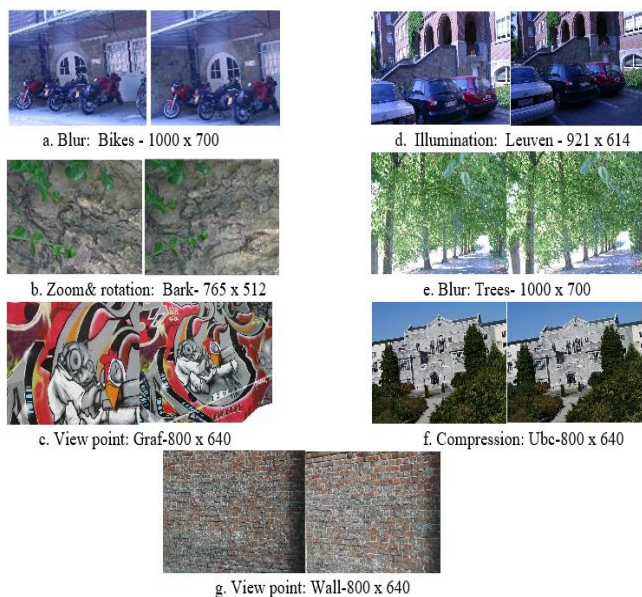 a. Blur: Bikes - 1000 x 700
d. Illumination: Leuven - 921 x 614
b. Zoom& rotation: Bark- 765 x 512
e. Blur: Trees- 1000 x 700
c. View point: Graf-800 x 640
f. Compression: Ubc-800 x 640
g. View point: Wall-800 x 640